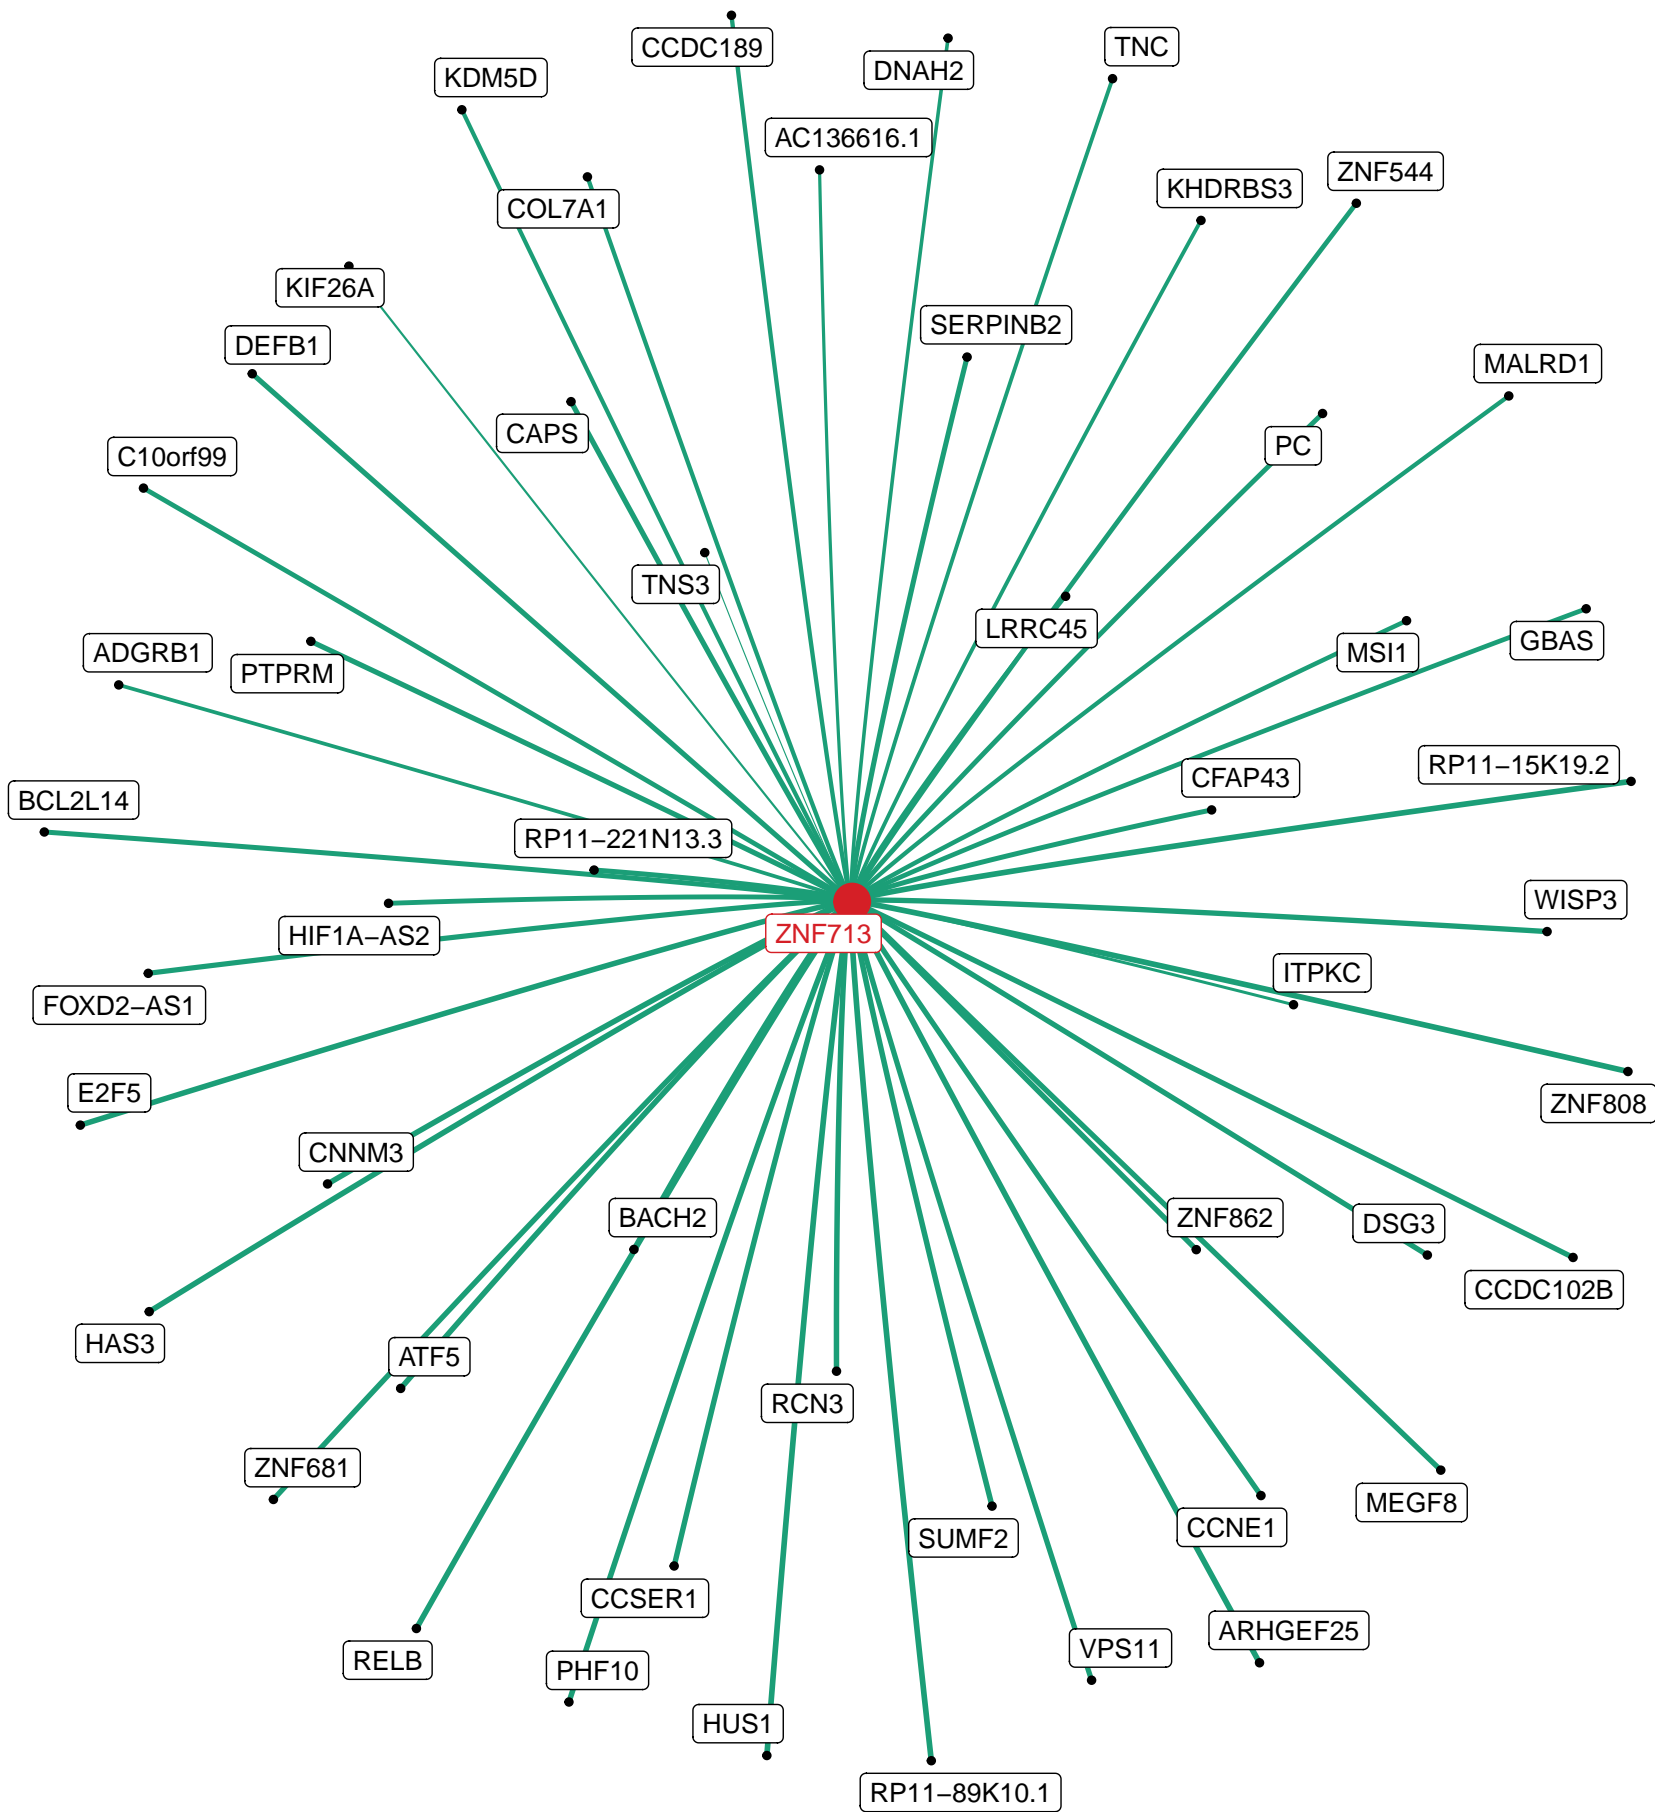 CCDC189
TNC
DNAH2
KDM5D
AC136616.1
ZNF544
KHDRBS3
COL7A1
KIF26A
SERPINB2
DEFB1
MALRD1
CAPS
PC
C10orf99
TNS3
LRRC45
GBAS
ADGRB1
MSI1
PTPRM
RP11−15K19.2
CFAP43
BCL2L14
RP11−221N13.3
WISP3
ZNF713
HIF1A−AS2
ITPKC
FOXD2−AS1
E2F5
ZNF808
CNNM3
BACH2
ZNF862
DSG3
CCDC102B
HAS3
ATF5
RCN3
ZNF681
MEGF8
CCNE1
SUMF2
CCSER1
ARHGEF25
VPS11
RELB
PHF10
HUS1
RP11−89K10.1